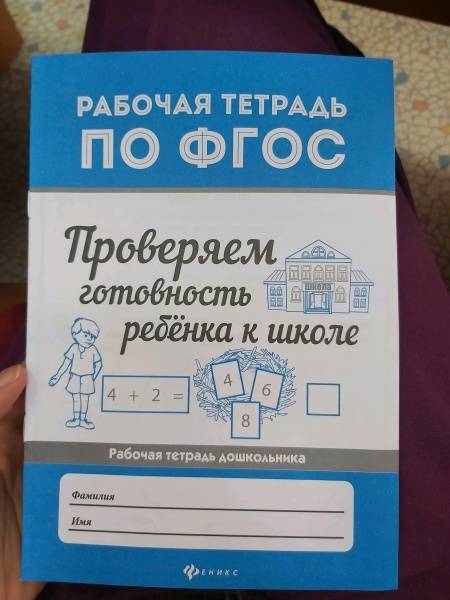 РАБОЧАЯ ТЕТРАДЬ
ПО ФГОС
Проверяем
готовность
ШКОЛА
ребёнка к школе
4 + 2 =
4
6
8
Рабочая тетрадь дошкольника
Фамилия
Имя
ФЕНИКС